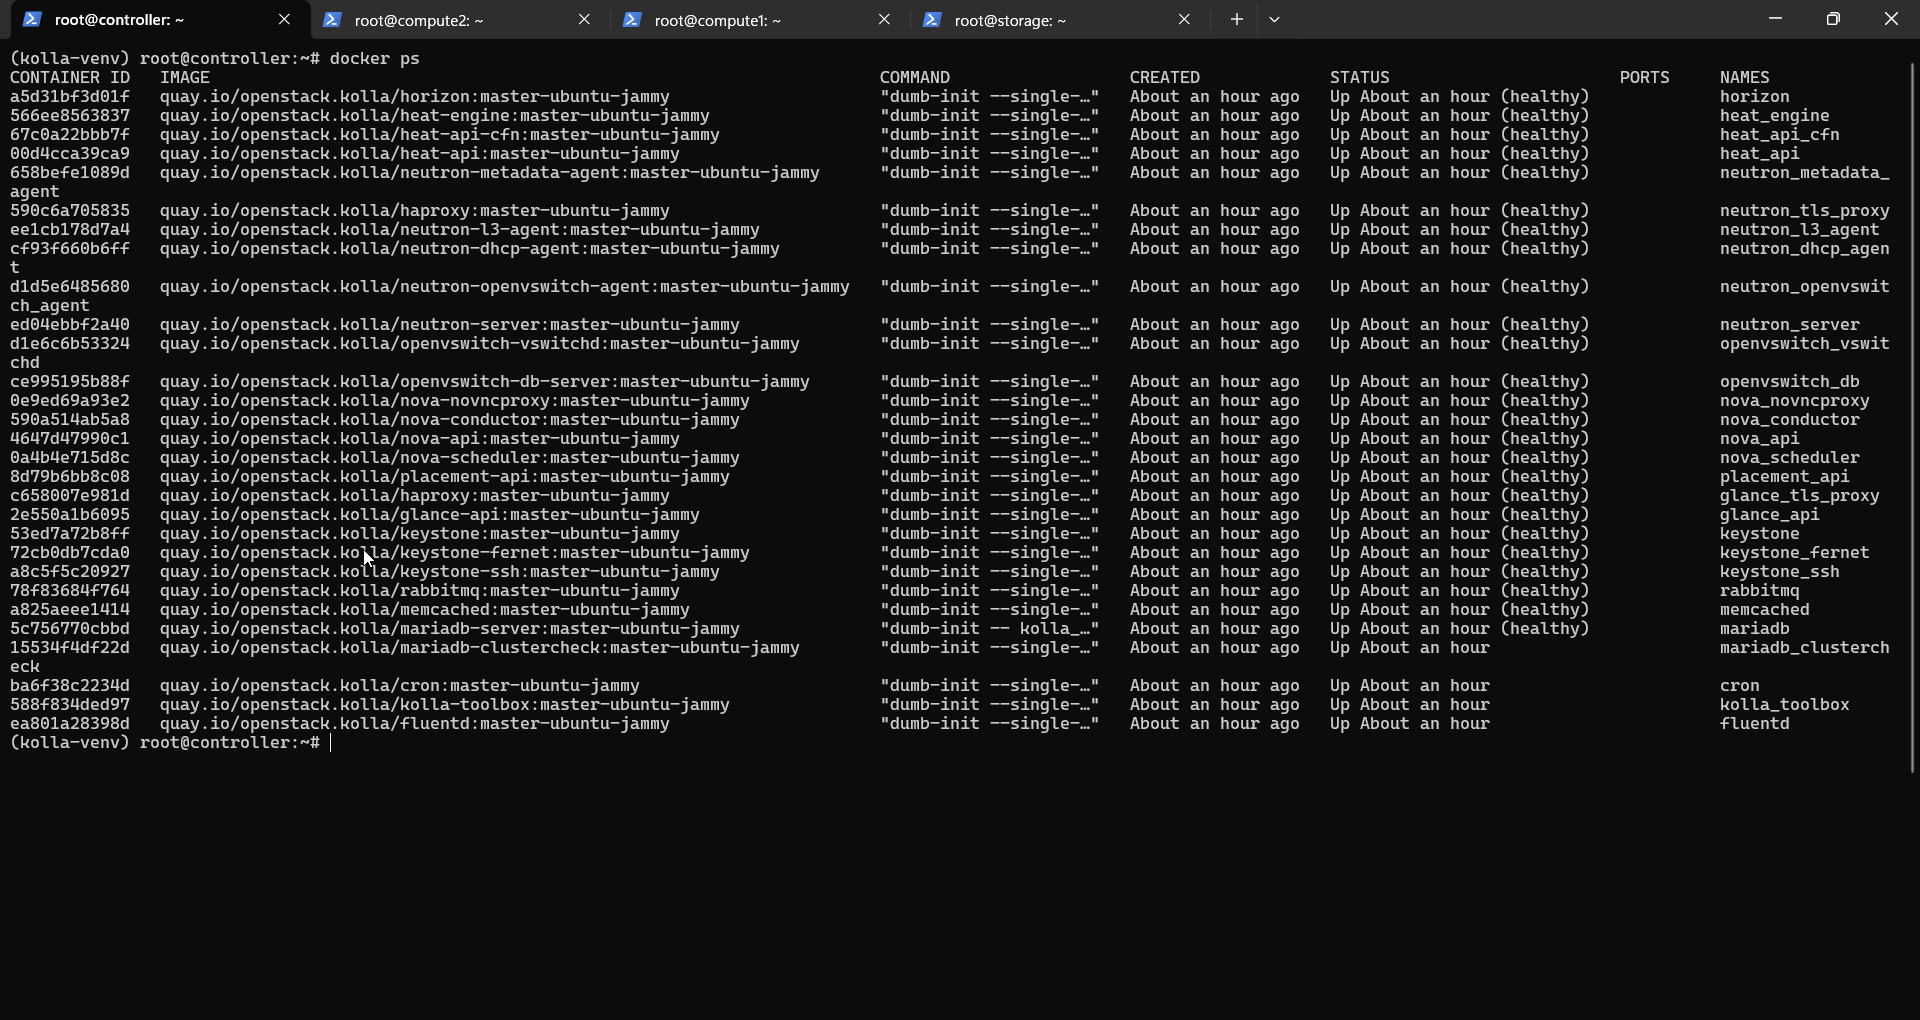 root@controller: ~ root@compute2: ~ root@compute1: ~ root@storage: ~
(kolla-venv) root@controller:~# docker ps
CONTAINER ID IMAGE COMMAND CREATED STATUS PORTS NAMES
a5d31bf3d01f quay.io/openstack.kolla/horizon:master-ubuntu-jammy "dumb-init --single-…" About an hour ago Up About an hour (healthy) horizon
566ee8563837 quay.io/openstack.kolla/heat-engine:master-ubuntu-jammy "dumb-init --single-…" About an hour ago Up About an hour (healthy) heat_engine
67c0a22bbb7f quay.io/openstack.kolla/heat-api-cfn:master-ubuntu-jammy "dumb-init --single-…" About an hour ago Up About an hour (healthy) heat_api_cfn
00d4cca39ca9 quay.io/openstack.kolla/heat-api:master-ubuntu-jammy "dumb-init --single-…" About an hour ago Up About an hour (healthy) heat_api
658befe1089d quay.io/openstack.kolla/neutron-metadata-agent:master-ubuntu-jammy "dumb-init --single-…" About an hour ago Up About an hour (healthy) neutron_metadata_
agent
590c6a705835 quay.io/openstack.kolla/haproxy:master-ubuntu-jammy "dumb-init --single-…" About an hour ago Up About an hour (healthy) neutron_tls_proxy
ee1cb178d7a4 quay.io/openstack.kolla/neutron-l3-agent:master-ubuntu-jammy "dumb-init --single-…" About an hour ago Up About an hour (healthy) neutron_l3_agent
cf93f660b6ff quay.io/openstack.kolla/neutron-dhcp-agent:master-ubuntu-jammy "dumb-init --single-…" About an hour ago Up About an hour (healthy) neutron_dhcp_agen
t
d1d5e6485680 quay.io/openstack.kolla/neutron-openvswitch-agent:master-ubuntu-jammy "dumb-init --single-…" About an hour ago Up About an hour (healthy) neutron_openvswit
ch_agent
ed04ebbf2a40 quay.io/openstack.kolla/neutron-server:master-ubuntu-jammy "dumb-init --single-…" About an hour ago Up About an hour (healthy) neutron_server
d1e6c6b53324 quay.io/openstack.kolla/openvswitch-vswitchd:master-ubuntu-jammy "dumb-init --single-…" About an hour ago Up About an hour (healthy) openvswitch_vswit
chd
ce995195b88f quay.io/openstack.kolla/openvswitch-db-server:master-ubuntu-jammy "dumb-init --single-…" About an hour ago Up About an hour (healthy) openvswitch_db
0e9ed69a93e2 quay.io/openstack.kolla/nova-novncproxy:master-ubuntu-jammy "dumb-init --single-…" About an hour ago Up About an hour (healthy) nova_novncproxy
590a514ab5a8 quay.io/openstack.kolla/nova-conductor:master-ubuntu-jammy "dumb-init --single-…" About an hour ago Up About an hour (healthy) nova_conductor
4647d47990c1 quay.io/openstack.kolla/nova-api:master-ubuntu-jammy "dumb-init --single-…" About an hour ago Up About an hour (healthy) nova_api
0a4b4e715d8c quay.io/openstack.kolla/nova-scheduler:master-ubuntu-jammy "dumb-init --single-…" About an hour ago Up About an hour (healthy) nova_scheduler
8d79b6bb8c08 quay.io/openstack.kolla/placement-api:master-ubuntu-jammy "dumb-init --single-…" About an hour ago Up About an hour (healthy) placement_api
c658007e981d quay.io/openstack.kolla/haproxy:master-ubuntu-jammy "dumb-init --single-…" About an hour ago Up About an hour (healthy) glance_tls_proxy
2e550a1b6095 quay.io/openstack.kolla/glance-api:master-ubuntu-jammy "dumb-init --single-…" About an hour ago Up About an hour (healthy) glance_api
53ed7a72b8ff quay.io/openstack.kolla/keystone:master-ubuntu-jammy "dumb-init --single-…" About an hour ago Up About an hour (healthy) keystone
72cb0db7cda0 quay.io/openstack.kolla/keystone-fernet:master-ubuntu-jammy "dumb-init --single-…" About an hour ago Up About an hour (healthy) keystone_fernet
a8c5f5c20927 quay.io/openstack.kolla/keystone-ssh:master-ubuntu-jammy "dumb-init --single-…" About an hour ago Up About an hour (healthy) keystone_ssh
78f83684f764 quay.io/openstack.kolla/rabbitmq:master-ubuntu-jammy "dumb-init --single-…" About an hour ago Up About an hour (healthy) rabbitmq
a825aeee1414 quay.io/openstack.kolla/memcached:master-ubuntu-jammy "dumb-init --single-…" About an hour ago Up About an hour (healthy) memcached
5c756770cbbd quay.io/openstack.kolla/mariadb-server:master-ubuntu-jammy "dumb-init -- kolla_…" About an hour ago Up About an hour (healthy) mariadb
15534f4df22d quay.io/openstack.kolla/mariadb-clustercheck:master-ubuntu-jammy "dumb-init --single-…" About an hour ago Up About an hour mariadb_clusterch
eck
ba6f38c2234d quay.io/openstack.kolla/cron:master-ubuntu-jammy "dumb-init --single-…" About an hour ago Up About an hour cron
588f834ded97 quay.io/openstack.kolla/kolla-toolbox:master-ubuntu-jammy "dumb-init --single-…" About an hour ago Up About an hour kolla_toolbox
ea801a28398d quay.io/openstack.kolla/fluentd:master-ubuntu-jammy "dumb-init --single-…" About an hour ago Up About an hour fluentd
(kolla-venv) root@controller:~#